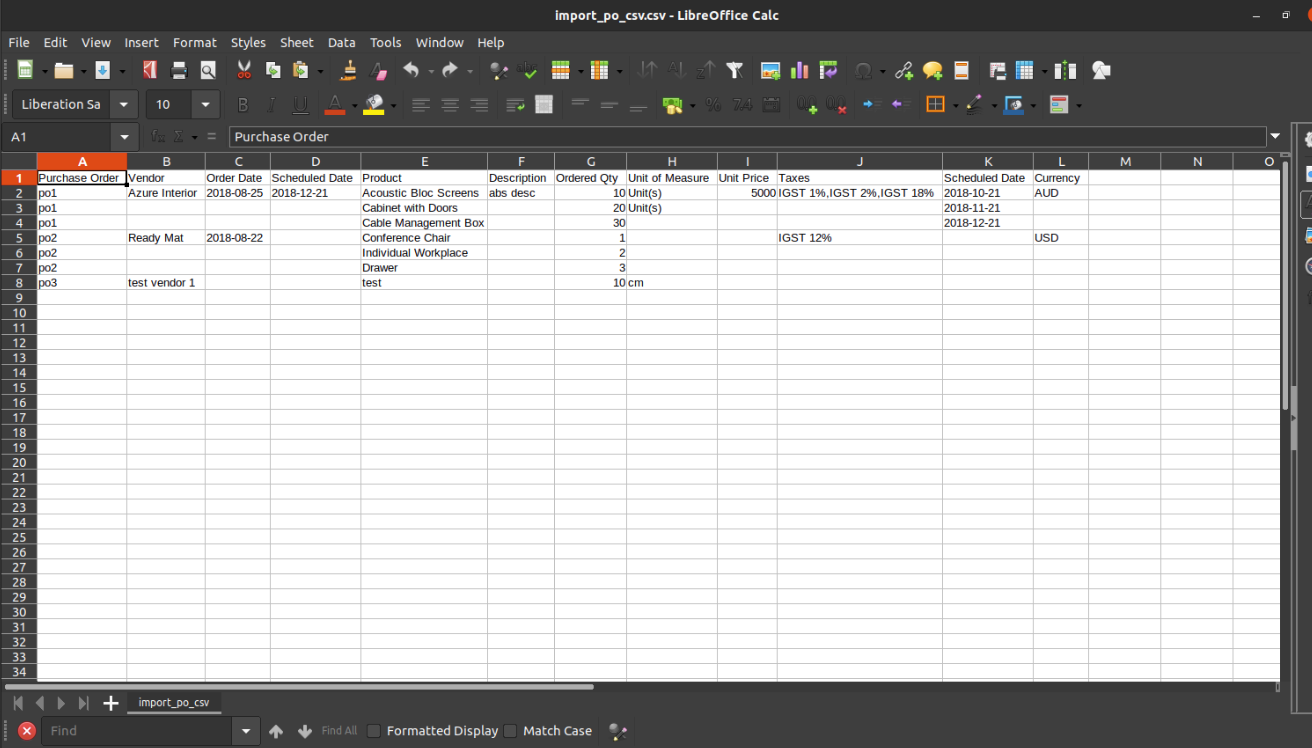 import_po_csv.csv - LibreOffice Calc
File Edit View Insert Format Styles Sheet Data Tools Window Help
Liberation Sa 10
A1 Purchase Order
A B C D E F G H I J K L M N O
1 Purchase Order Vendor Order Date Scheduled Date Product Description Ordered Qty Unit of Measure Unit Price Taxes Scheduled Date Currency
2 po1 Azure Interior 2018-08-25 2018-12-21 Acoustic Bloc Screens abs desc 10 Unit(s) 5000 IGST 1%,IGST 2%,IGST 18% 2018-10-21 AUD
3 po1 Cabinet with Doors 20 Unit(s) 2018-11-21
4 po1 Cable Management Box 30 2018-12-21
5 po2 Ready Mat 2018-08-22 Conference Chair 1 IGST 12% USD
6 po2 Individual Workplace 2
7 po2 Drawer 3
8 po3 test vendor 1 test 10 cm
9
10
11
12
13
14
15
16
17
18
19
20
21
22
23
24
25
26
27
28
29
30
31
32
33
34
import_po_csv
Find Find All Formatted Display Match Case